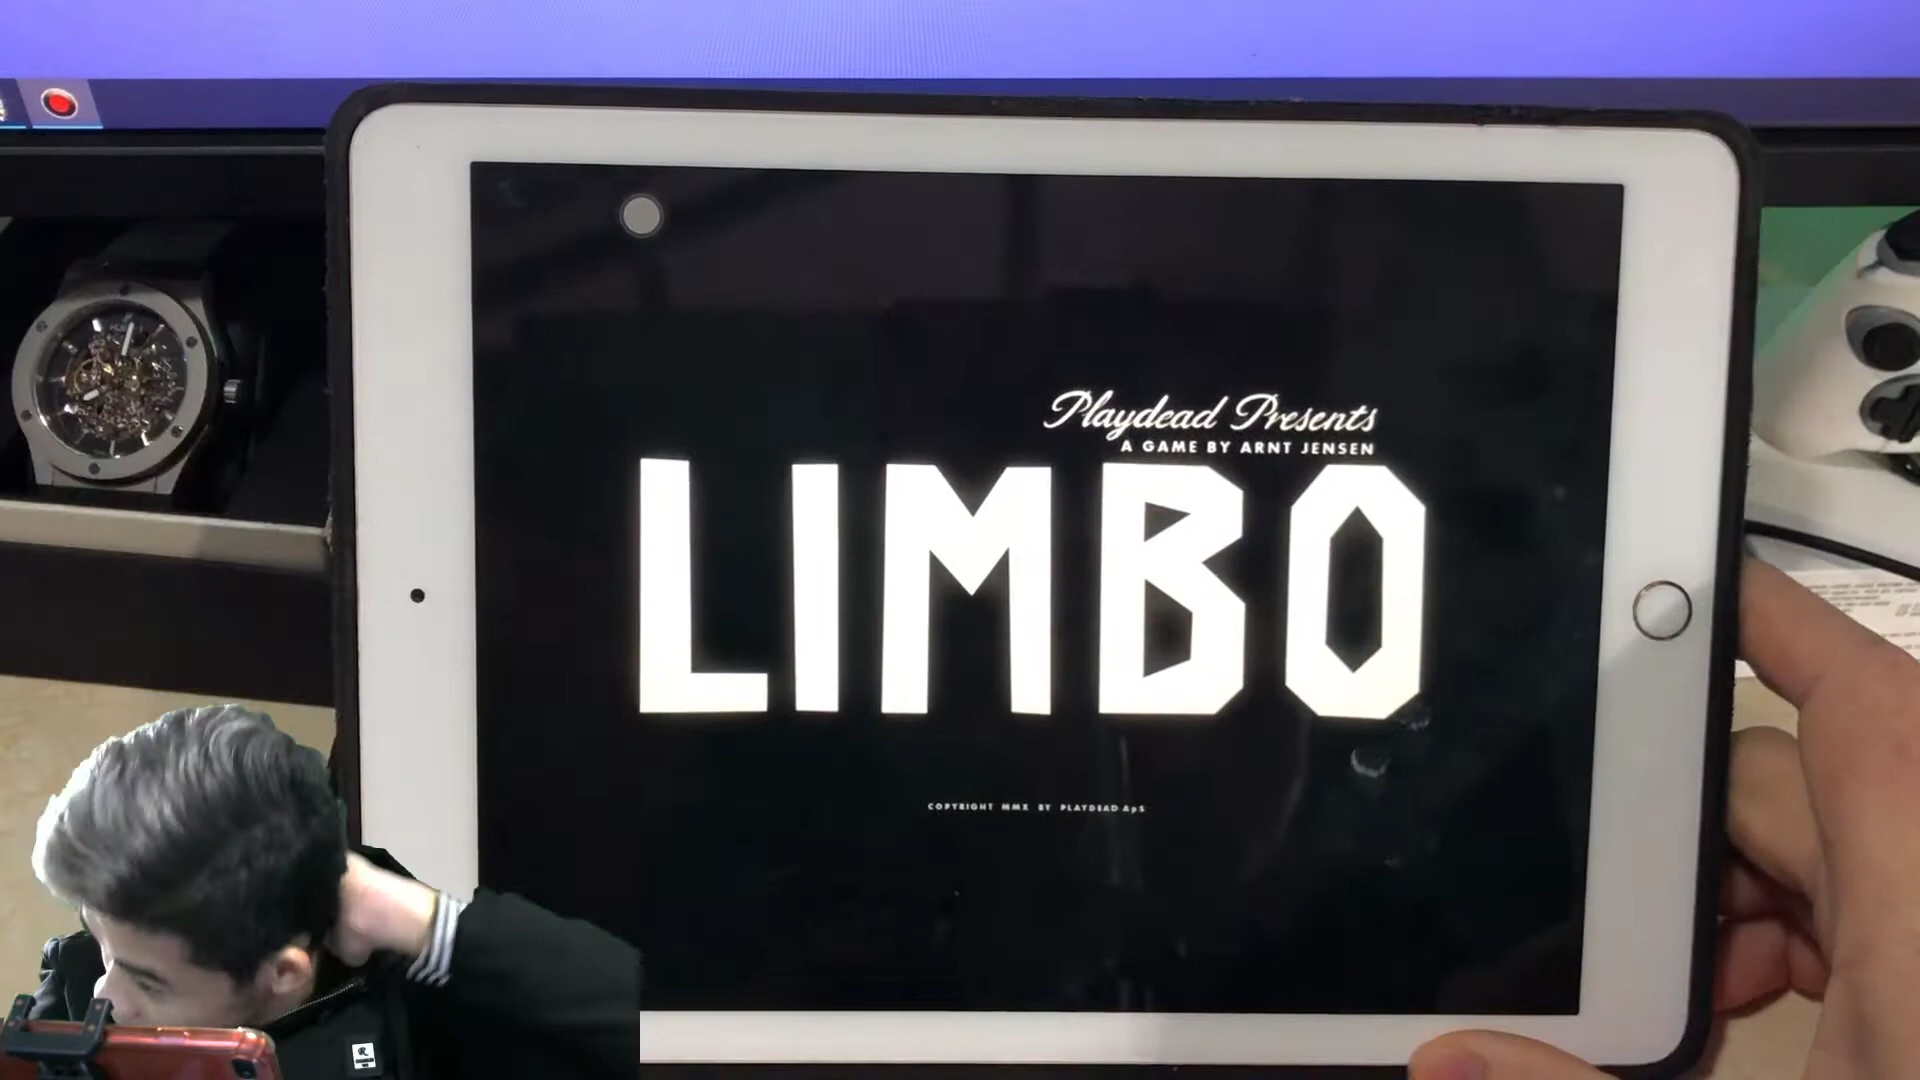 Playdead Presents
A GAME BY ARNT JENSEN
LIMBO
COPYRIGHT MMX BY PLAYDEAD ApS